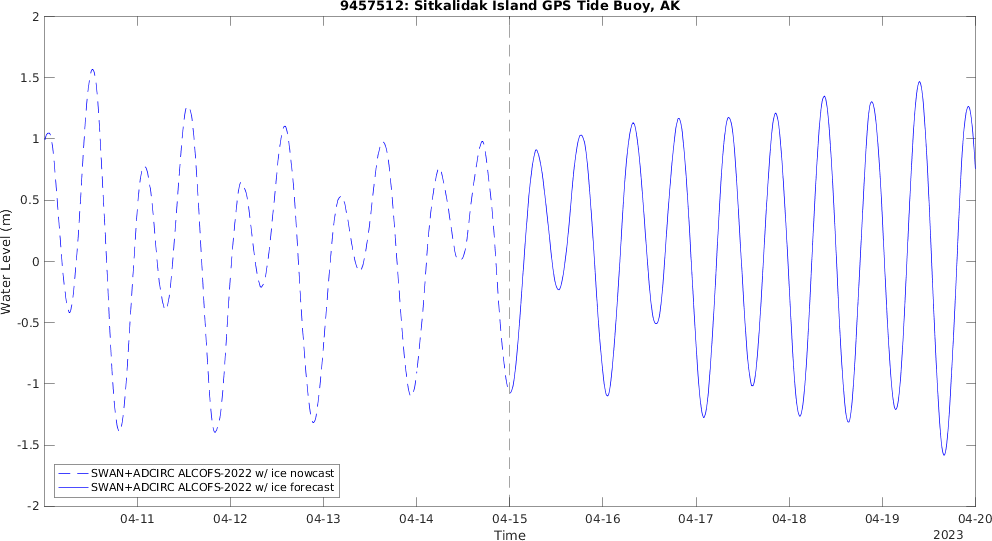 9457512: Sitkalidak Island GPS Tide Buoy, AK
2
1.5
1
0.5
0
-0.5
-1
-1.5
-2
Water Level (m)
SWAN+ADCIRC ALCOFS-2022 w/ ice nowcast
SWAN+ADCIRC ALCOFS-2022 w/ ice forecast
04-11 04-12 04-13 04-14 04-15 04-16 04-17 04-18 04-19 04-20
Time
2023